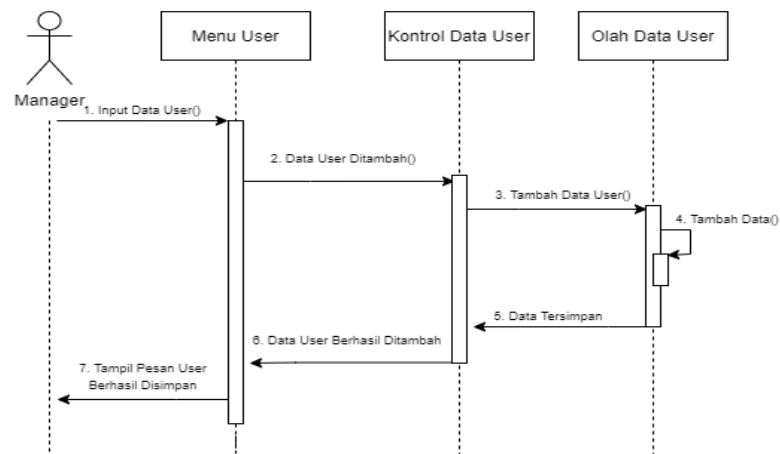 Menu User
Kontrol Data User
Olah Data User
Manager
1. Input Data User()
2. Data User Ditambah()
3. Tambah Data User()
4. Tambah Data()
5. Data Tersimpan
6. Data User Berhasil Ditambah
7. Tampil Pesan User
Berhasil Disimpan